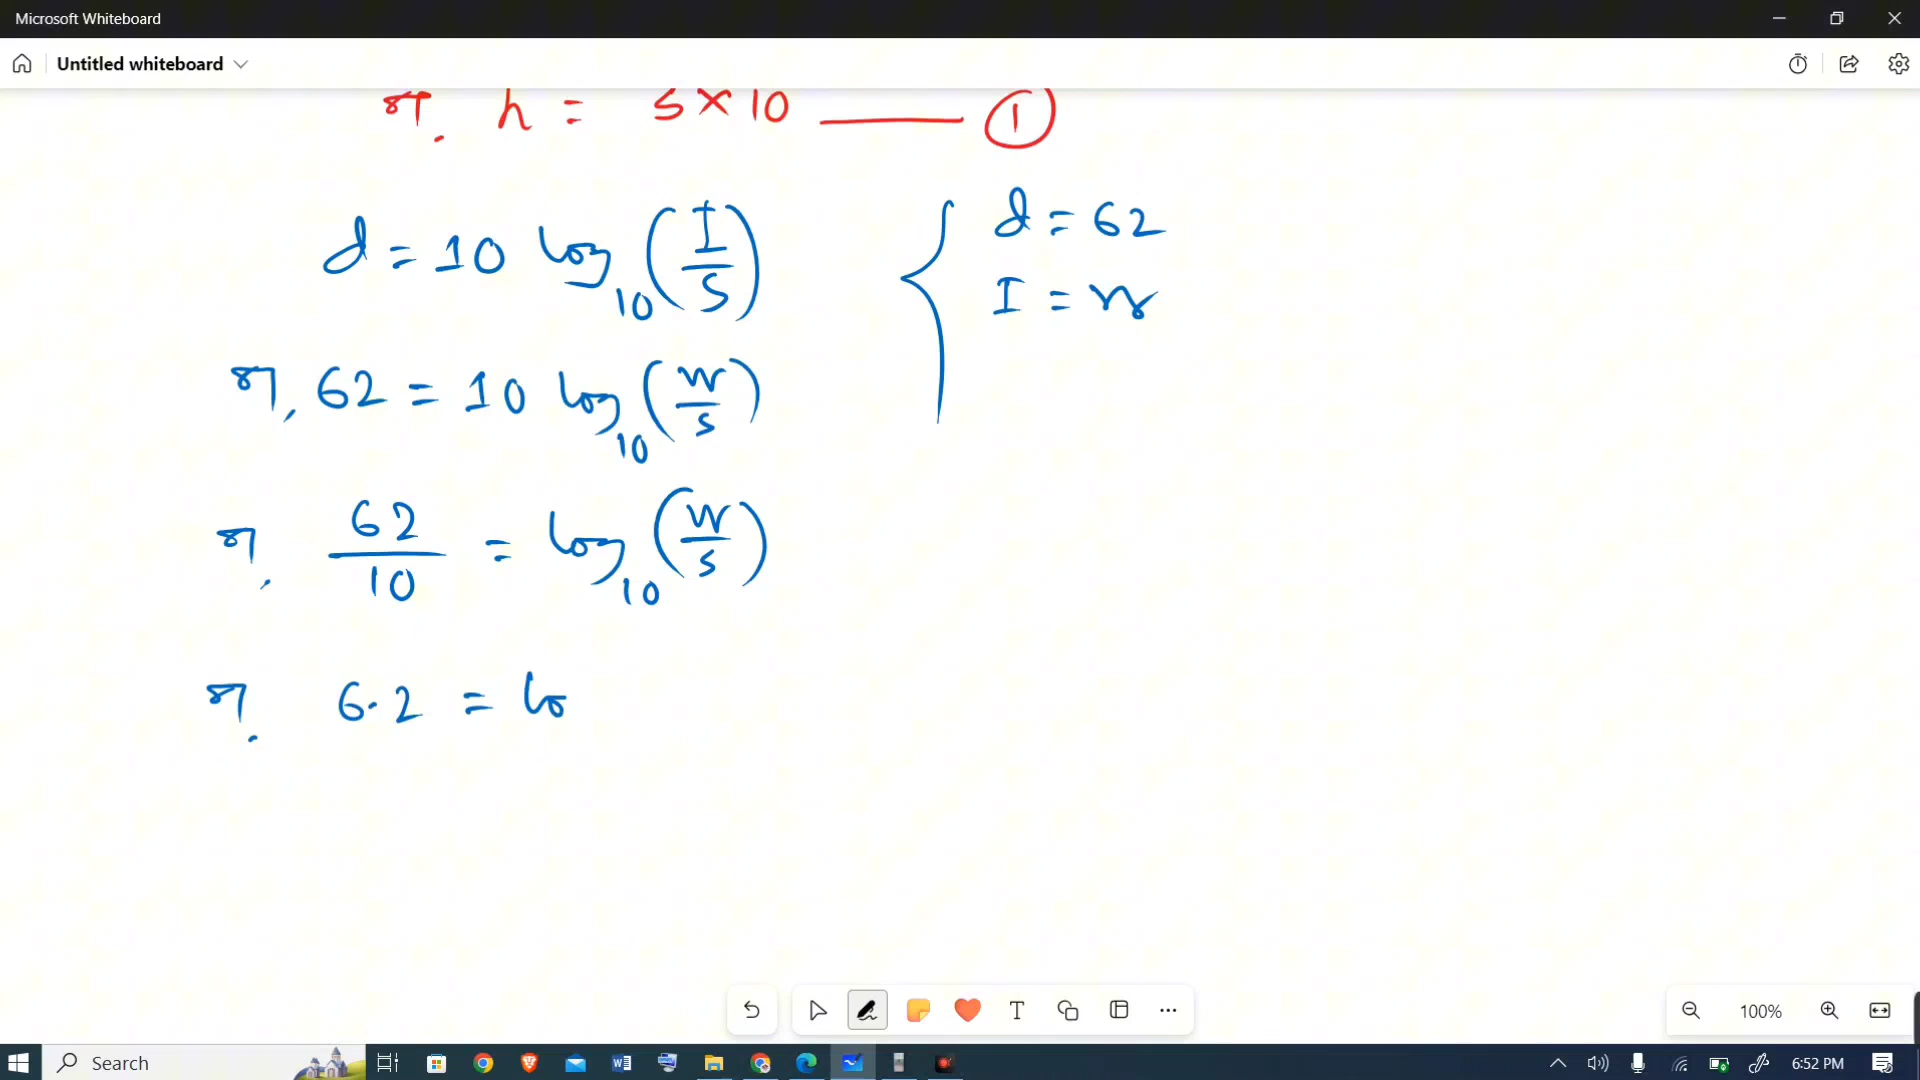 Microsoft Whiteboard
Untitled whiteboard
বা, h = S × 10 ——— ①
d = 10 log₁₀ (I/S)
বা, 62 = 10 log₁₀ (w/s)
বা, 62/10 = log₁₀ (w/s)
বা, 6.2 = lo
d = 62
I = w
100%
Search
6:52 PM